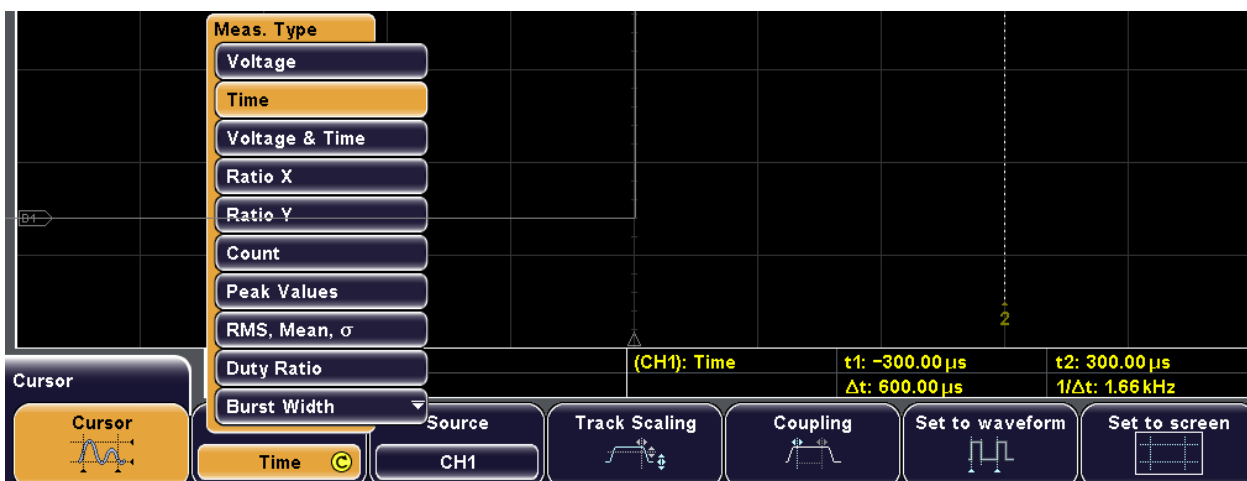 Meas. Type
Voltage
Time
Voltage & Time
Ratio X
D1
Ratio Y
Count
Peak Values
2
RMS, Mean, σ
Duty Ratio
Burst Width
(CH1): Time
t1: −300.00 µs
t2: 300.00 µs
Δt: 600.00 µs
1/Δt: 1.66 kHz
Cursor
Cursor
Time C
Source
CH1
Track Scaling
Coupling
Set to waveform
Set to screen